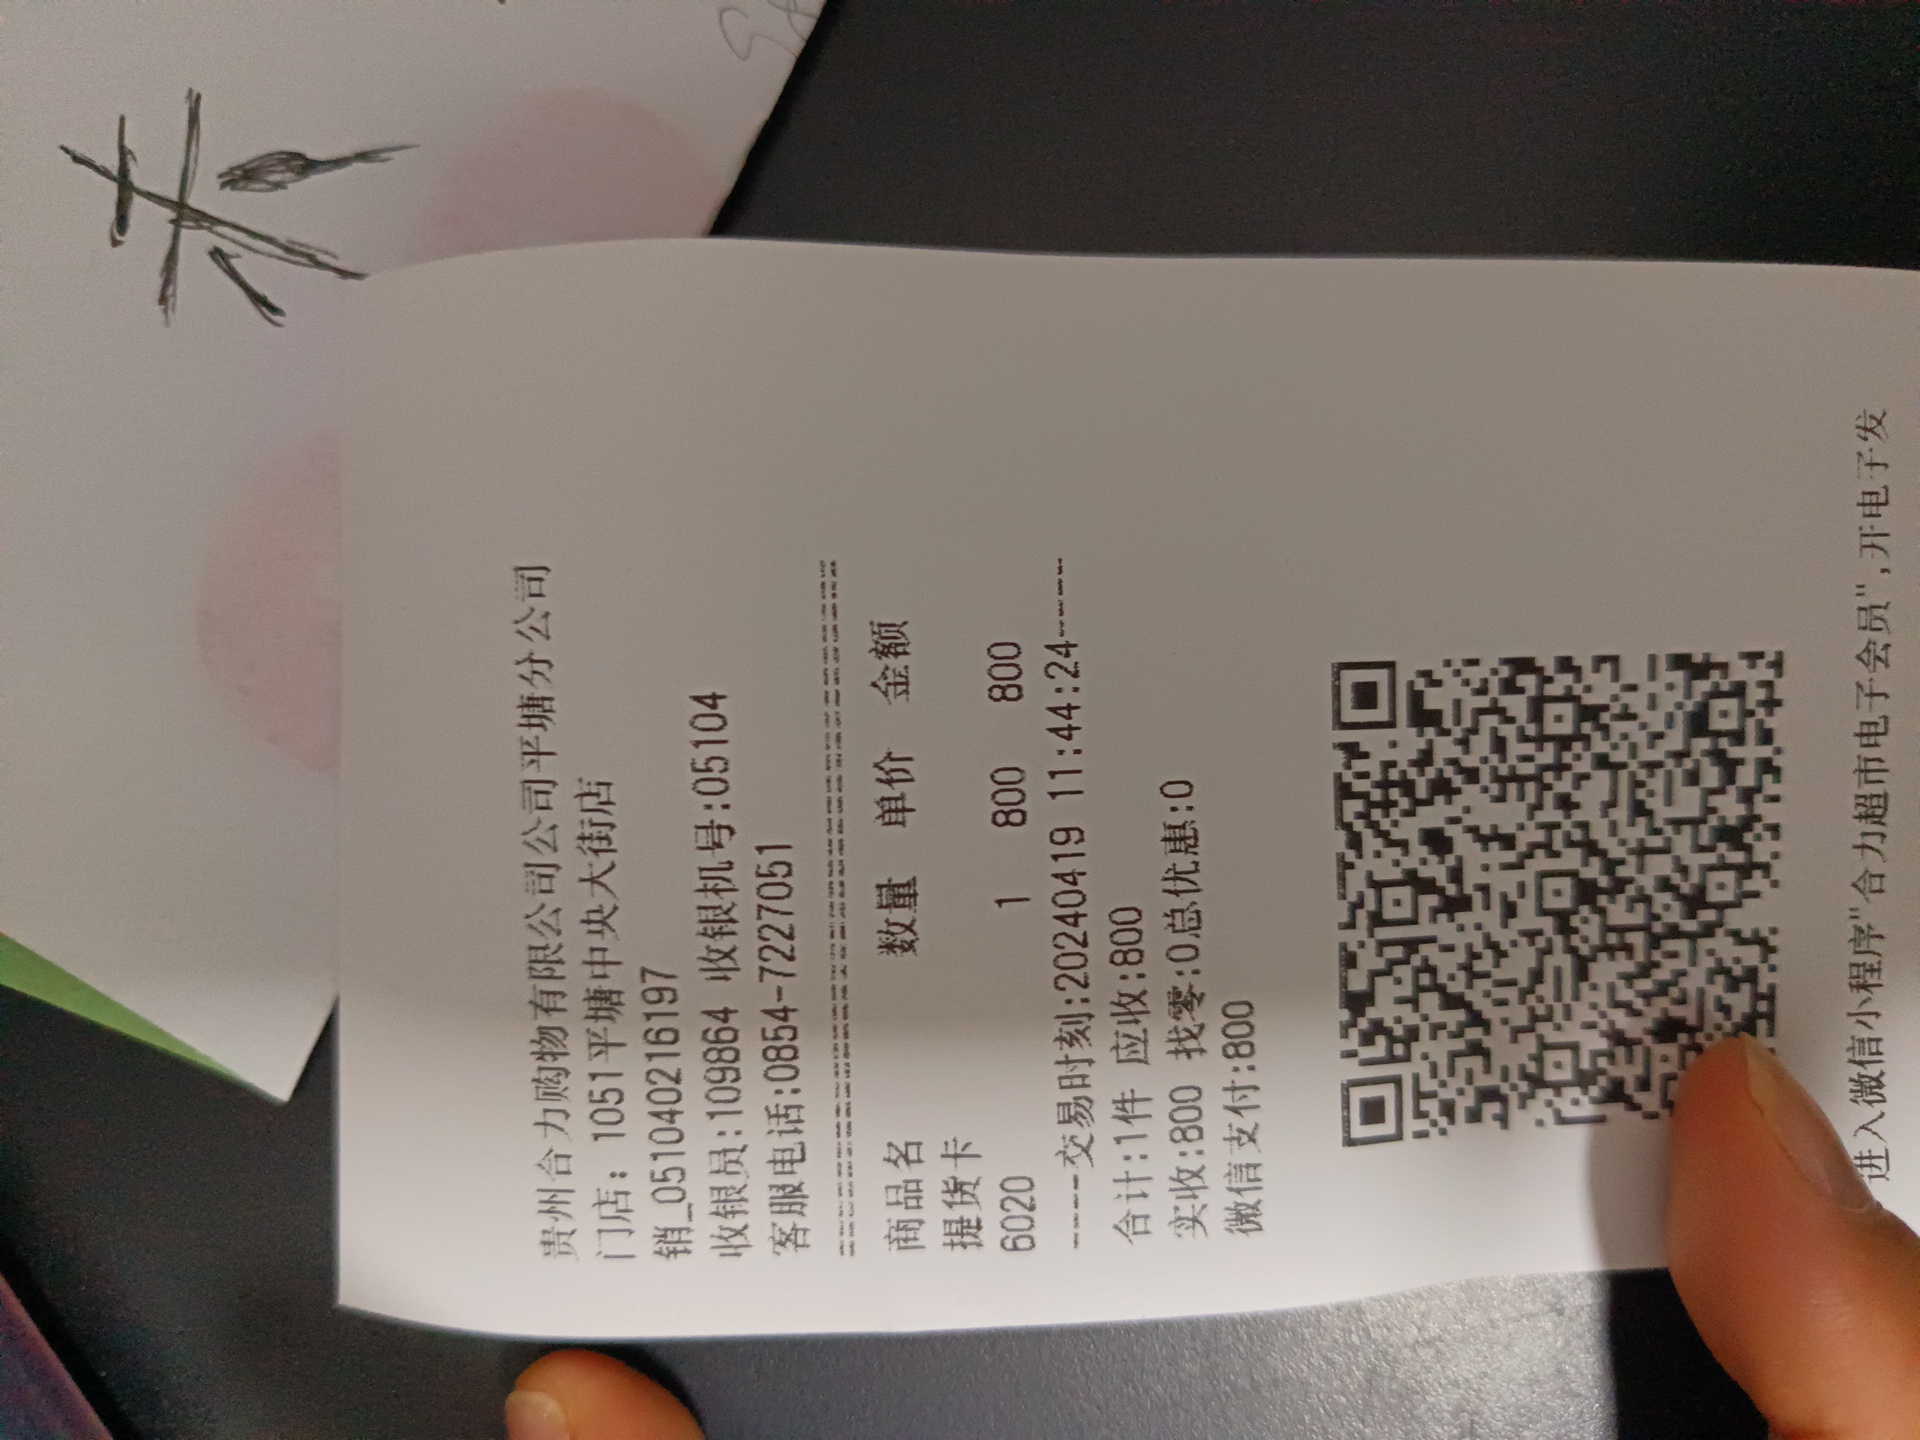 贵州合力购物有限公司公司平塘分公司
门店：1051平塘中央大街店
销_051040216197
收银员:109864 收银机号:05104
客服电话:0854-7227051
商品名 数量 单价 金额
提货卡
6020 1 800 800
-----交易时刻:20240419 11:44:24-----
合计:1件 应收:800
实收:800 找零:0总优惠:0
微信支付:800
进入微信小程序"合力超市电子会员",开电子发